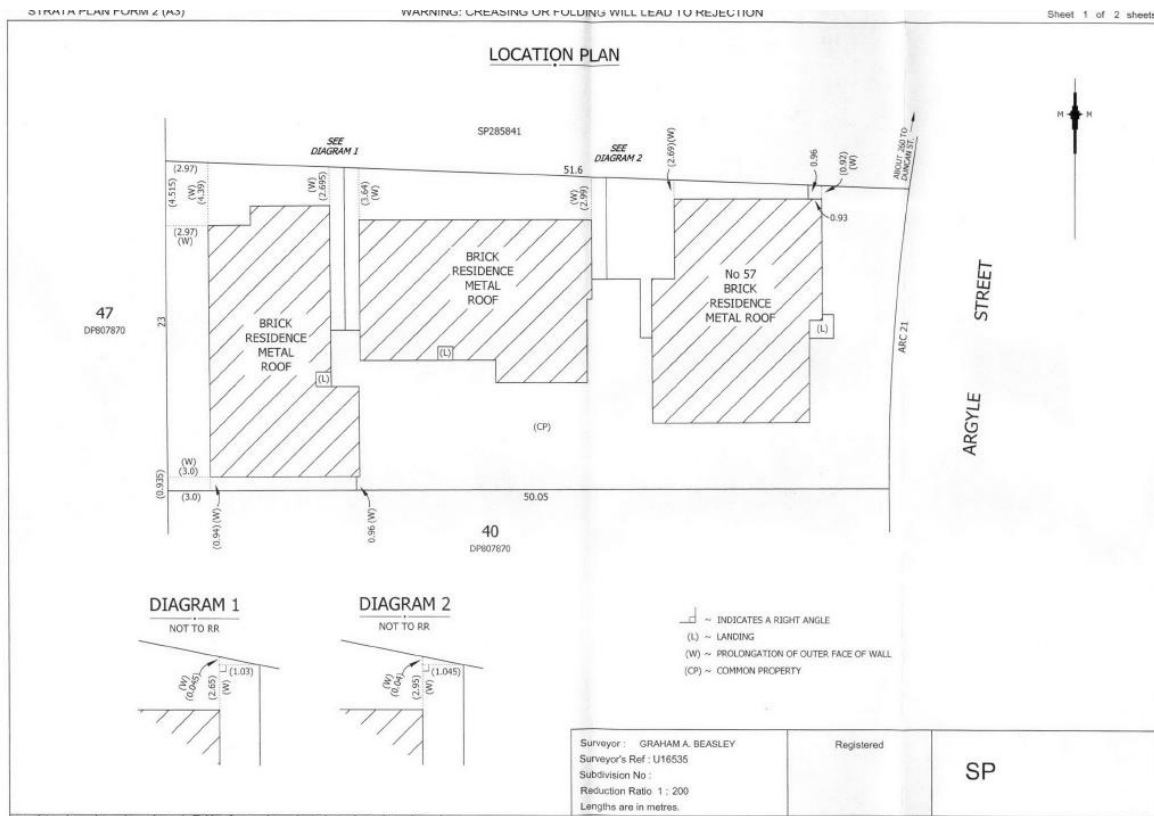 STRATA PLAN FORM 2 (A3)
WARNING: CREASING OR FOLDING WILL LEAD TO REJECTION
Sheet 1 of 2 sheets
LOCATION PLAN
SP285841
SEE
DIAGRAM 1
SEE
DIAGRAM 2
M M
ABOUT 260 TO
DUNCAN ST.
(2.97)
(4.515)
(W)
(4.39)
(W)
(2.695)
(3.64)
(W)
51.6
(W)
(2.99)
(2.69)(W)
0.96
(0.92)
(W)
0.93
(2.97)
(W)
BRICK
RESIDENCE
METAL
ROOF
BRICK
RESIDENCE
METAL
ROOF
No 57
BRICK
RESIDENCE
METAL ROOF
47
DP807870
23
(L)
(L)
(L)
ARC 21
ARGYLE STREET
(CP)
(W)
(3.0)
(0.935)
(3.0)
(0.94)(W)
0.96 (W)
50.05
40
DP807870
DIAGRAM 1
NOT TO RR
(W)
(0.045)
(2.65)
(W)
(1.03)
DIAGRAM 2
NOT TO RR
(W)
(0.04)
(2.95)
(W)
(1.045)
~ INDICATES A RIGHT ANGLE
(L) ~ LANDING
(W) ~ PROLONGATION OF OUTER FACE OF WALL
(CP) ~ COMMON PROPERTY
Surveyor : GRAHAM A. BEASLEY
Surveyor's Ref : U16535
Subdivision No :
Reduction Ratio 1 : 200
Lengths are in metres.
Registered
SP